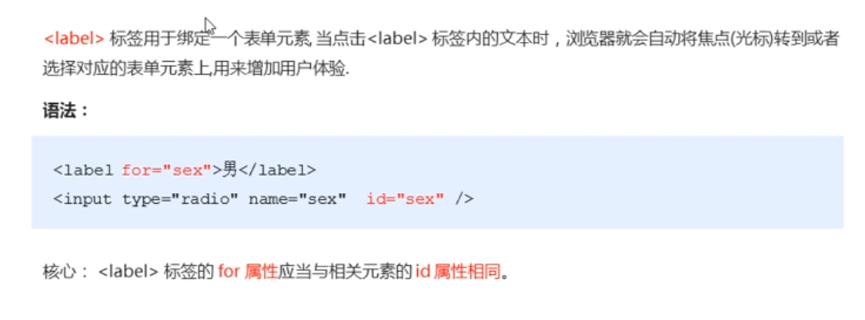 <label> 标签用于绑定一个表单元素, 当点击<label> 标签内的文本时，浏览器就会自动将焦点(光标)转到或者
选择对应的表单元素上,用来增加用户体验.
语法：
<label for="sex">男</label>
<input type="radio" name="sex"  id="sex" />
核心： <label> 标签的 for 属性应当与相关元素的 id 属性相同。